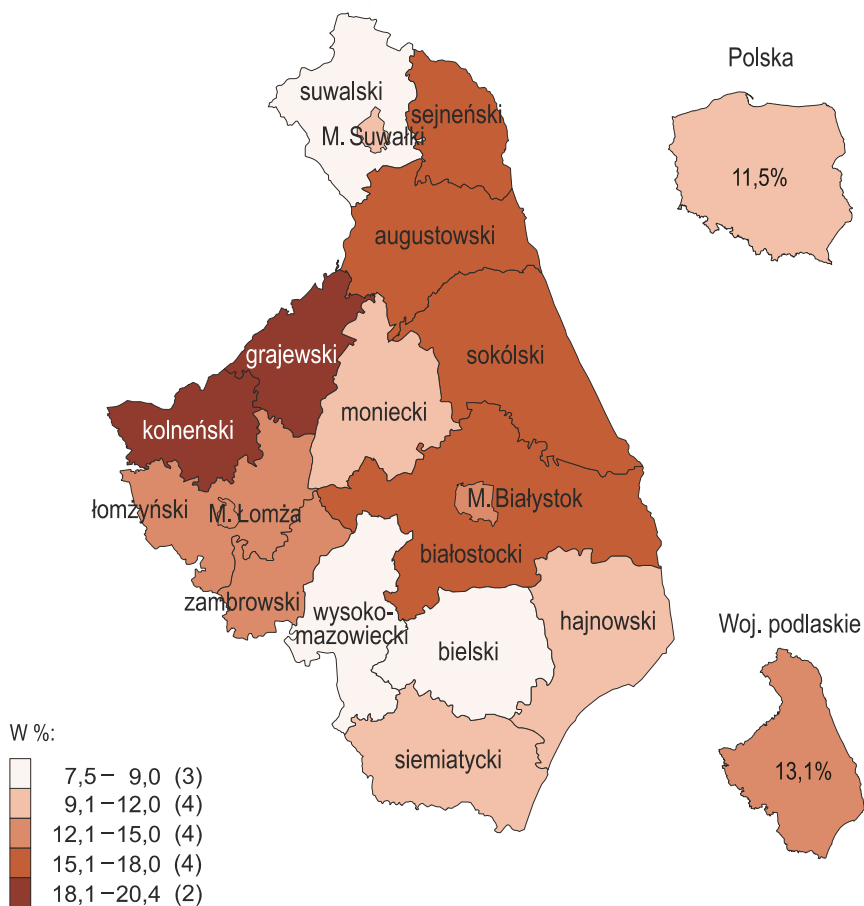 Polska
11,5%
suwalski
sejneński
M. Suwałki
augustowski
grajewski
sokólski
moniecki
kolneński
łomżyński
M. Łomża
M. Białystok
białostocki
zambrowski
wysoko-
mazowiecki
bielski
hajnowski
siemiatycki
Woj. podlaskie
13,1%
W %:
7,5 – 9,0 (3)
9,1 – 12,0 (4)
12,1 – 15,0 (4)
15,1 – 18,0 (4)
18,1 – 20,4 (2)